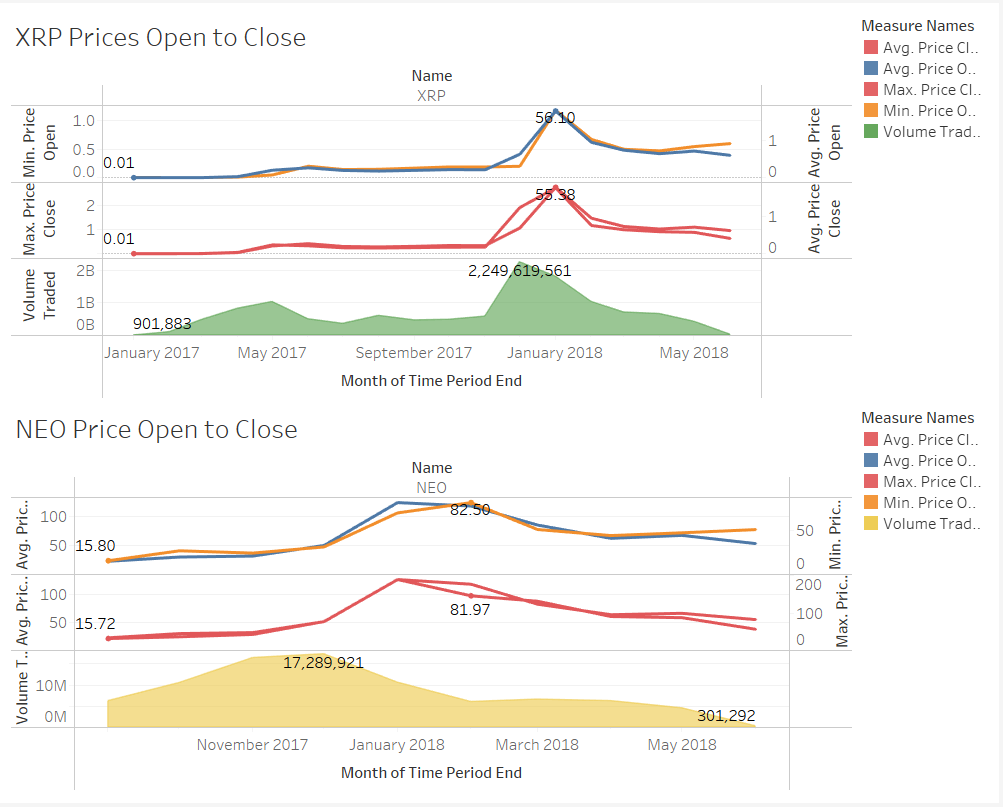 XRP Prices Open to Close
Name
XRP
Min. Price
Open
1.0
0.5
0.0
0.01
56.10
1
0
Avg. Price
Open
Max. Price
Close
2
1
0.01
55.38
1
0
Avg. Price
Close
Volume
Traded
2B
1B
0B
901,883
2,249,619,561
January 2017
May 2017
September 2017
January 2018
May 2018
Month of Time Period End
Measure Names
Avg. Price Cl..
Avg. Price O..
Max. Price Cl..
Min. Price O..
Volume Trad..
NEO Price Open to Close
Name
NEO
Avg. Pric..
100
50
15.80
82.50
50
0
Min. Pric..
Avg. Pric..
100
50
15.72
81.97
200
100
0
Max. Pric..
Volume T..
10M
0M
17,289,921
301,292
November 2017
January 2018
March 2018
May 2018
Month of Time Period End
Measure Names
Avg. Price Cl..
Avg. Price O..
Max. Price Cl..
Min. Price O..
Volume Trad..